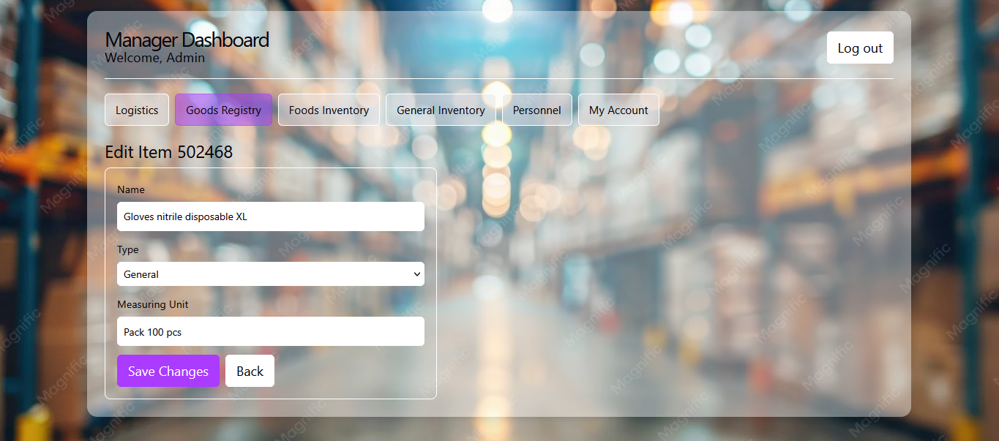 Manager Dashboard
Welcome, Admin
Log out
Logistics
Goods Registry
Foods Inventory
General Inventory
Personnel
My Account
Edit Item 502468
Name
Gloves nitrile disposable XL
Type
General
Measuring Unit
Pack 100 pcs
Save Changes
Back
Magnific